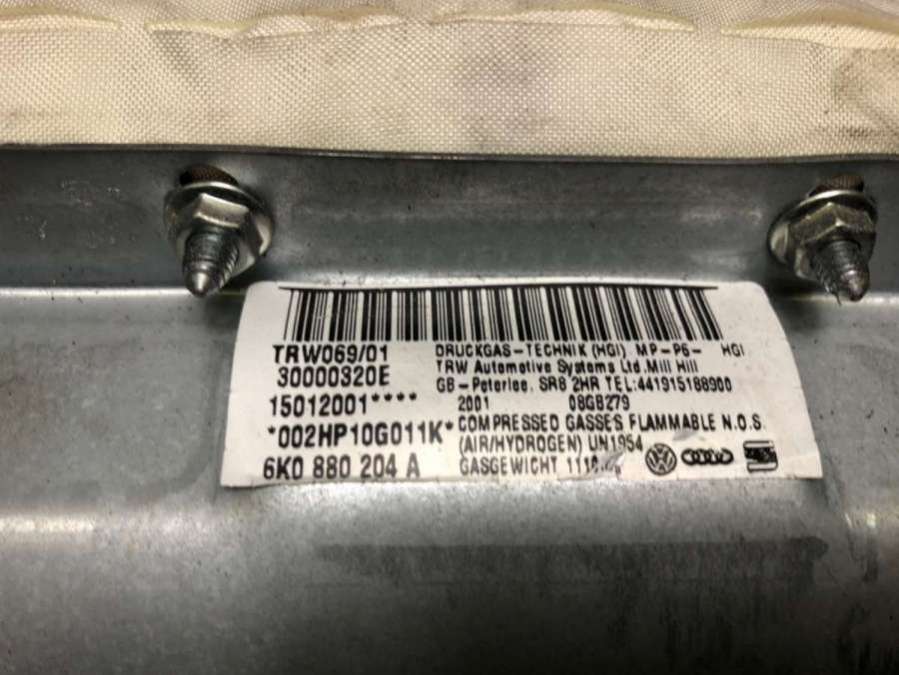 TRW069/01
30000320E
15012001****
*002HP10G011K*
6K0 880 204 A
DRUCKGAS-TECHNIK (HGI) MP-P6- HGI
TRW Automotive Systems Ltd.Mill Hill
GB-Peterlee. SR8 2HR TEL:441915188900
2001 08GB279
COMPRESSED GASSES FLAMMABLE N.O.S.
(AIR/HYDROGEN) UN1954
GASGEWICHT